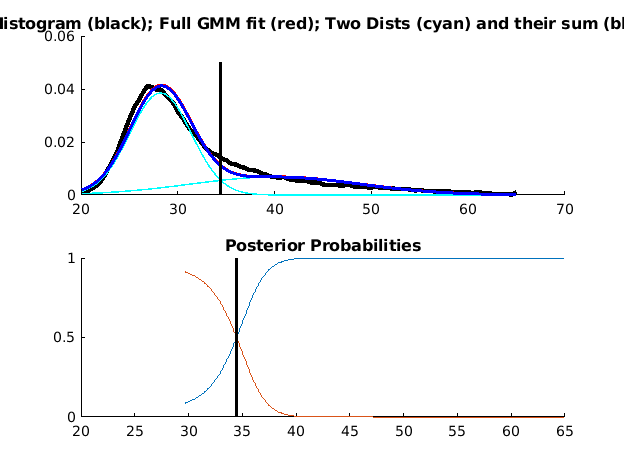 Histogram (black); Full GMM fit (red); Two Dists (cyan) and their sum
0.06
0.04
0.02
0
20 30 40 50 60 70
Posterior Probabilities
1
0.5
0
20 25 30 35 40 45 50 55 60 65